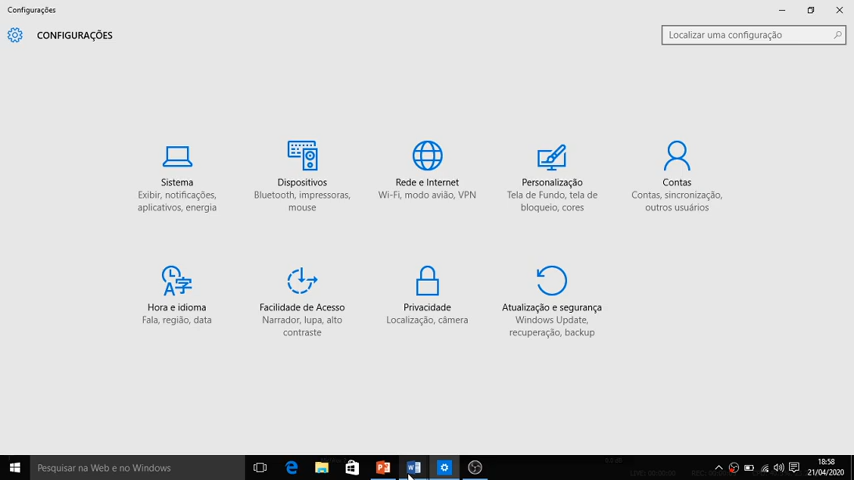 Configurações
CONFIGURAÇÕES
Localizar uma configuração
Sistema
Exibir, notificações,
aplicativos, energia
Dispositivos
Bluetooth, impressoras,
mouse
Rede e Internet
Wi-Fi, modo avião, VPN
Personalização
Tela de Fundo, tela de
bloqueio, cores
Contas
Contas, sincronização,
outros usuários
Hora e idioma
Fala, região, data
Facilidade de Acesso
Narrador, lupa, alto
contraste
Privacidade
Localização, câmera
Atualização e segurança
Windows Update,
recuperação, backup
Pesquisar na Web e no Windows
18:58
21/04/2020